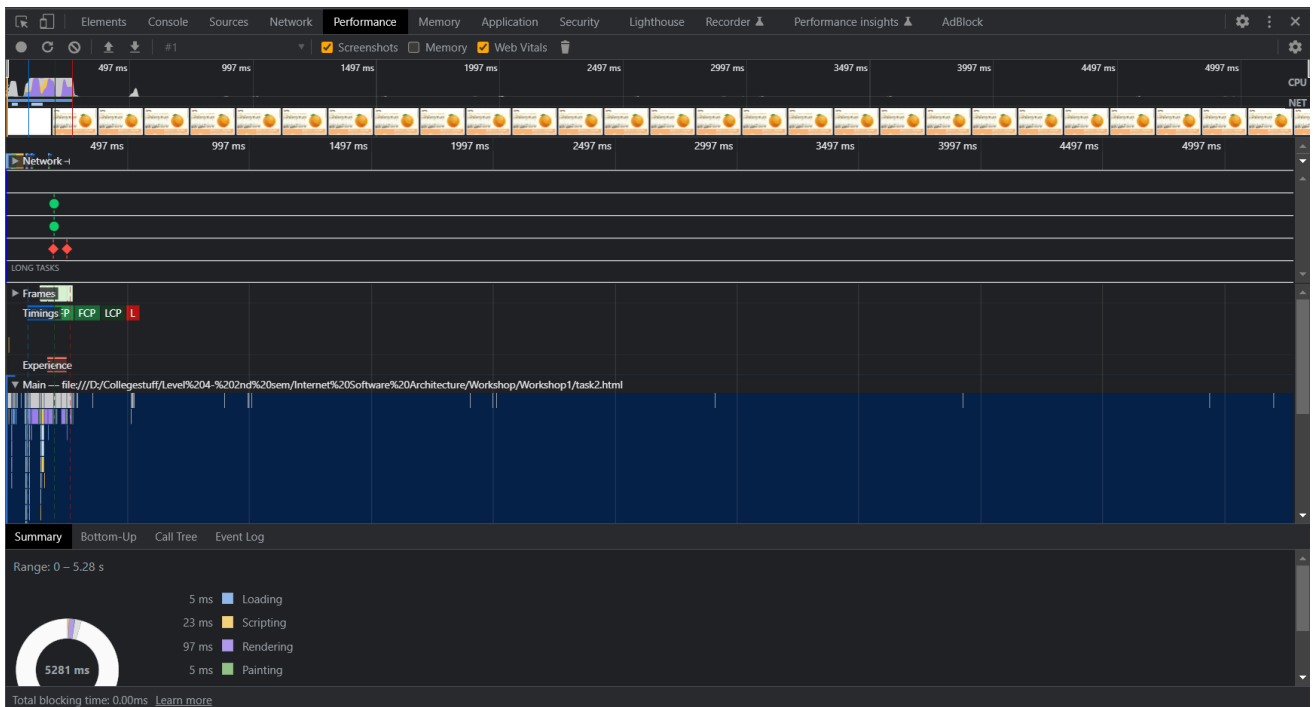 Elements Console Sources Network Performance Memory Application Security Lighthouse Recorder Performance insights AdBlock
#1 Screenshots Memory Web Vitals
497 ms 997 ms 1497 ms 1997 ms 2497 ms 2997 ms 3497 ms 3997 ms 4497 ms 4997 ms
CPU
NET
497 ms 997 ms 1497 ms 1997 ms 2497 ms 2997 ms 3497 ms 3997 ms 4497 ms 4997 ms
Network
LONG TASKS
Frames
Timings FP FCP LCP L
Experience
Main — file:///D:/Collegestuff/Level%204-%202nd%20sem/Internet%20Software%20Architecture/Workshop/Workshop1/task2.html
Summary Bottom-Up Call Tree Event Log
Range: 0 – 5.28 s
5 ms Loading
23 ms Scripting
97 ms Rendering
5281 ms
5 ms Painting
Total blocking time: 0.00ms Learn more